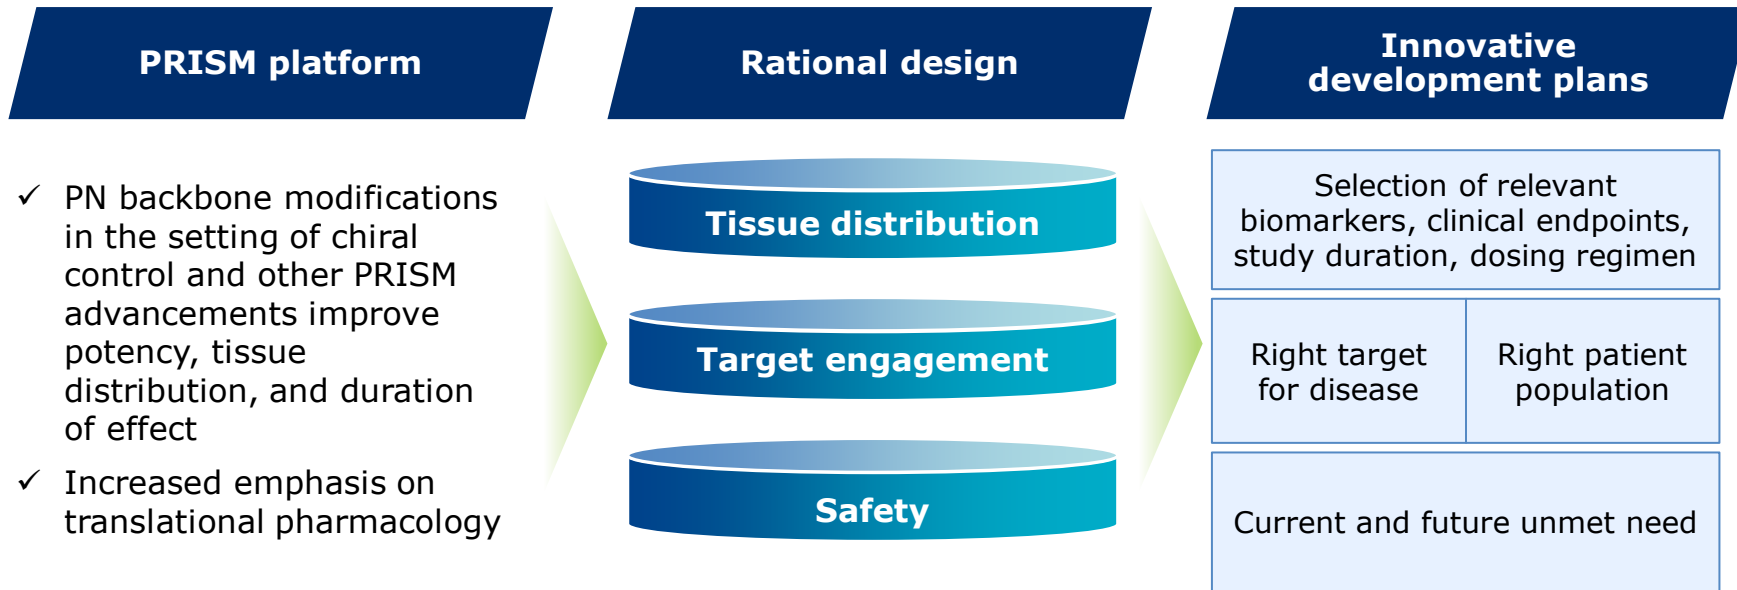 PRISM platform
✓ PN backbone modifications
in the setting of chiral
control and other PRISM
advancements improve
potency, tissue
distribution, and duration
of effect
✓ Increased emphasis on
translational pharmacology
Rational design
Tissue distribution
Target engagement
Safety
Innovative
development plans
Selection of relevant
biomarkers, clinical endpoints,
study duration, dosing regimen
Right target
for disease
Right patient
population
Current and future unmet need